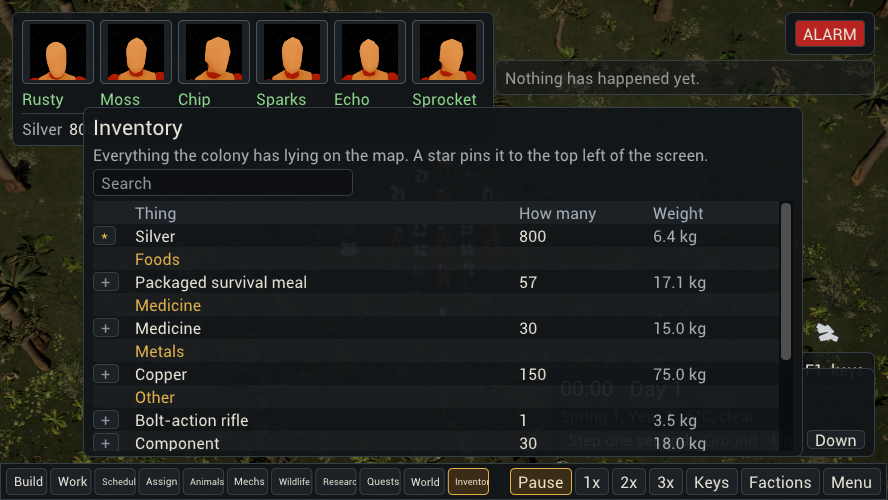 ALARM
Nothing has happened yet.
Rusty Moss Chip Sparks Echo Sprocket
Silver 80
Inventory
Everything the colony has lying on the map. A star pins it to the top left of the screen.
Search
Thing How many Weight
* Silver 800 6.4 kg
Foods
+ Packaged survival meal 57 17.1 kg
Medicine
+ Medicine 30 15.0 kg
Metals
+ Copper 150 75.0 kg
00:00 Day 1
Other
+ Bolt-action rifle 1 3.5 kg
+ Component 30 18.0 kg
Down
Build Work Schedul Assign Animals Mechs Wildlife Researc Quests World Inventor Pause 1x 2x 3x Keys Factions Menu